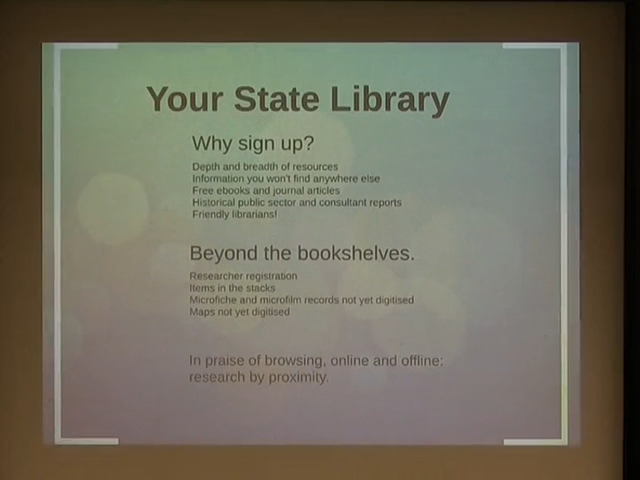 Your State Library
Why sign up?
Depth and breadth of resources
Information you won't find anywhere else
Free ebooks and journal articles
Historical public sector and consultant reports
Friendly librarians!
Beyond the bookshelves.
Researcher registration
Items in the stacks
Microfiche and microfilm records not yet digitised
Maps not yet digitised
In praise of browsing, online and offline:
research by proximity.